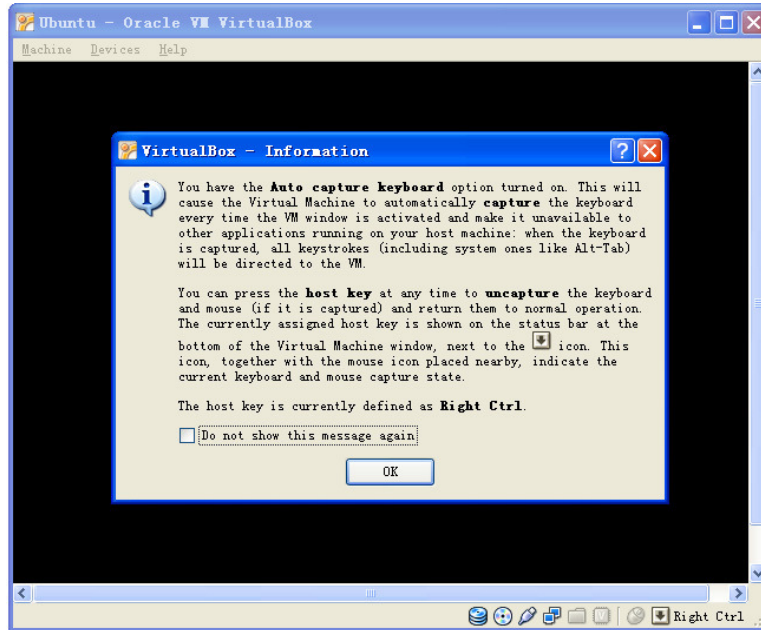 Ubuntu - Oracle VM VirtualBox
Machine Devices Help
VirtualBox - Information
You have the Auto capture keyboard option turned on. This will
cause the Virtual Machine to automatically capture the keyboard
every time the VM window is activated and make it unavailable to
other applications running on your host machine: when the keyboard
is captured, all keystrokes (including system ones like Alt-Tab)
will be directed to the VM.
You can press the host key at any time to uncapture the keyboard
and mouse (if it is captured) and return them to normal operation.
The currently assigned host key is shown on the status bar at the
bottom of the Virtual Machine window, next to the icon. This
icon, together with the mouse icon placed nearby, indicate the
current keyboard and mouse capture state.
The host key is currently defined as Right Ctrl.
Do not show this message again
OK
Right Ctrl